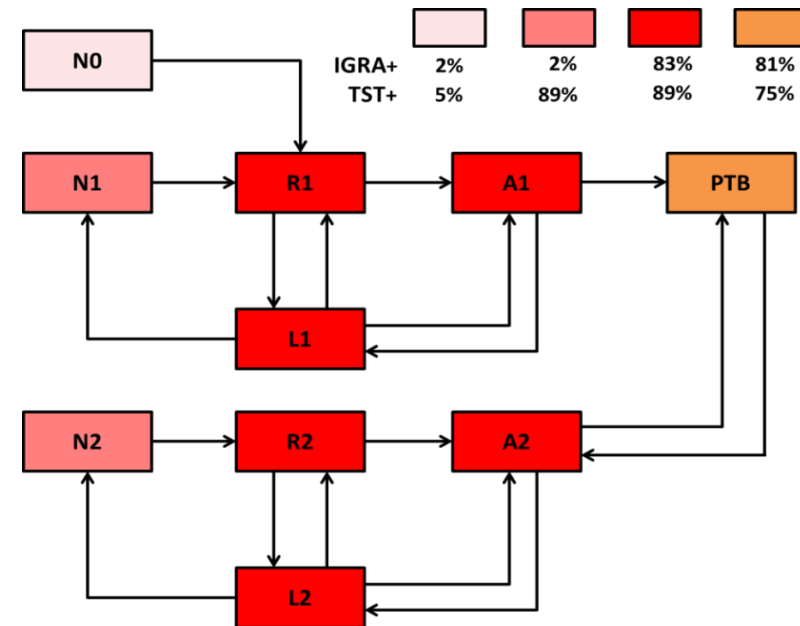 N0
IGRA+ 2% 2% 83% 81%
TST+ 5% 89% 89% 75%
N1 R1 A1 PTB
L1
N2 R2 A2
L2